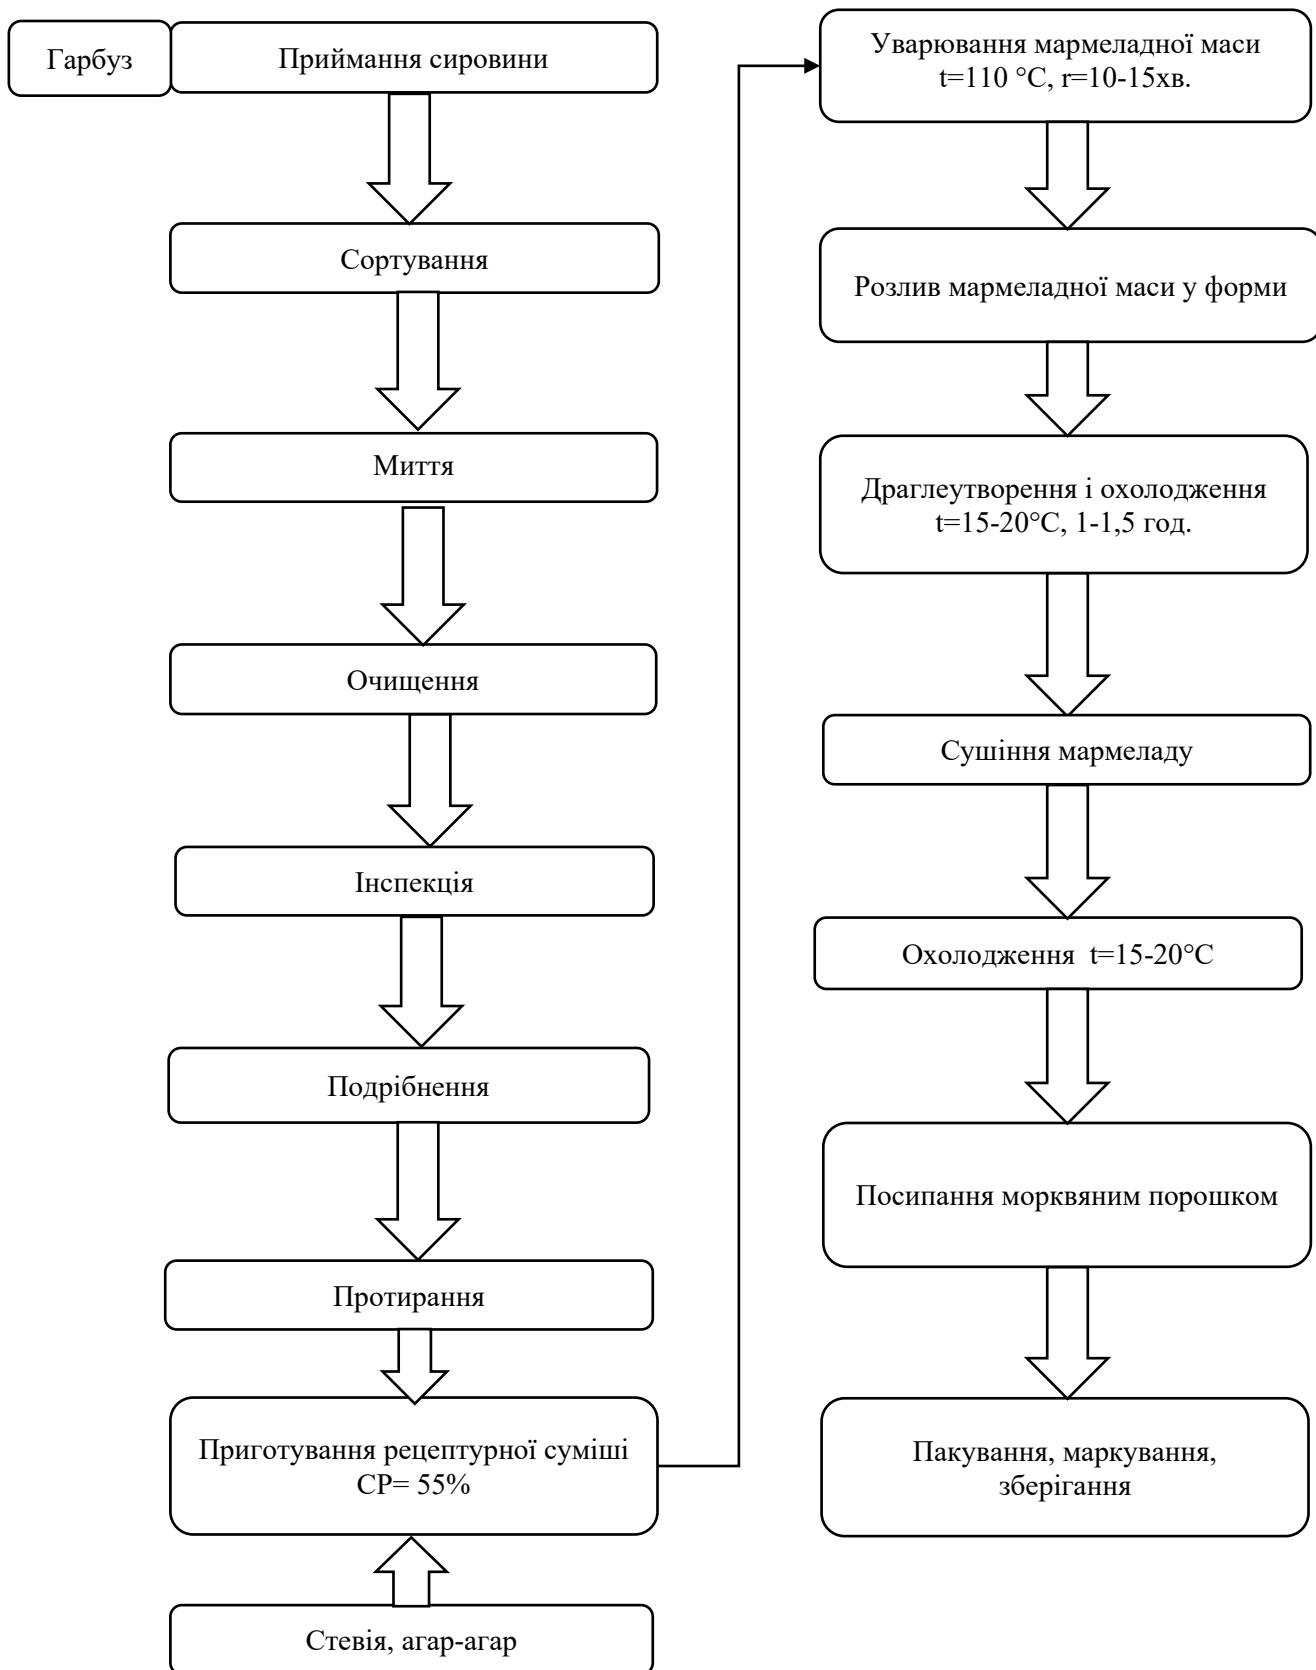 Гарбуз
Приймання сировини
Сортування
Миття
Очищення
Інспекція
Подрібнення
Протирання
Приготування рецептурної суміші
СР= 55%
Стевія, агар-агар
Уварювання мармеладної маси
t=110 °C, r=10-15хв.
Розлив мармеладної маси у форми
Драглеутворення і охолодження
t=15-20°C, 1-1,5 год.
Сушіння мармеладу
Охолодження t=15-20°C
Посипання морквяним порошком
Пакування, маркування,
зберігання